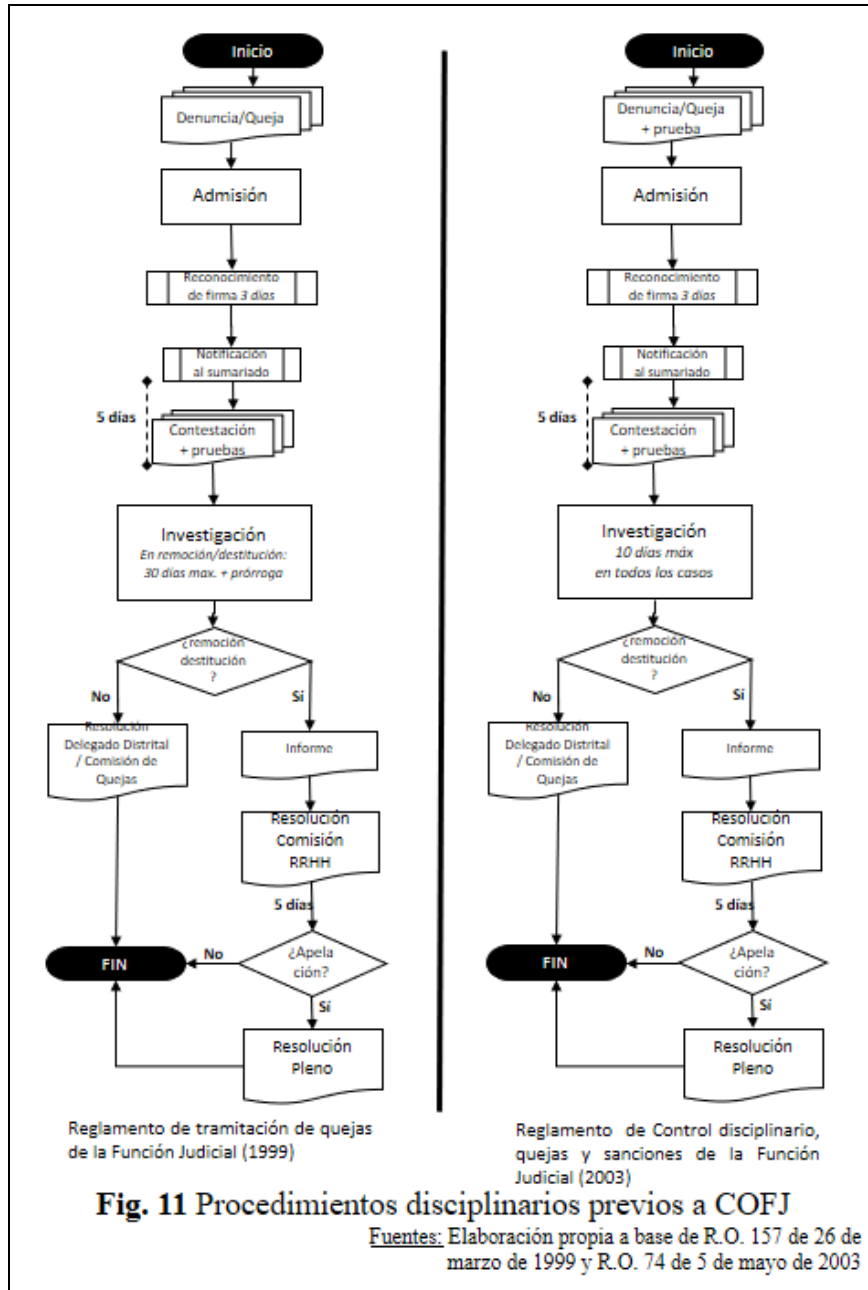 Inicio
Denuncia/Queja
Admisión
Reconocimiento
de firma 3 días
Notificación
al sumariado
5 días
Contestación
+ pruebas
Investigación
En remoción/destitución:
30 días max. + prórroga
¿remoción
destitución
?
No
Sí
Resolución
Delegado Distrital
/ Comisión de
Quejas
Informe
Resolución
Comisión
RRHH
5 días
¿Apela
ción?
No
FIN
Sí
Resolución
Pleno
Reglamento de tramitación de quejas
de la Función Judicial (1999)
Inicio
Denuncia/Queja
+ prueba
Admisión
Reconocimiento
de firma 3 días
Notificación
al sumariado
5 días
Contestación
+ pruebas
Investigación
10 días máx
en todos los casos
¿remoción
destitución
?
No
Sí
Resolución
Delegado Distrital
/ Comisión de
Quejas
Informe
Resolución
Comisión
RRHH
5 días
¿Apela
ción?
No
FIN
Sí
Resolución
Pleno
Reglamento de Control disciplinario,
quejas y sanciones de la Función
Judicial (2003)
Fig. 11 Procedimientos disciplinarios previos a COFJ
Fuentes: Elaboración propia a base de R.O. 157 de 26 de
marzo de 1999 y R.O. 74 de 5 de mayo de 2003